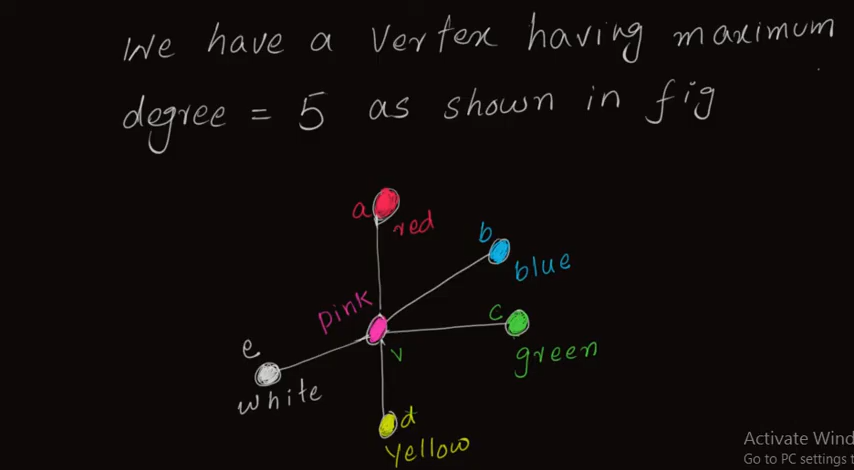 We have a Vertex having maximum
degree = 5 as shown in fig
a
red
b
blue
pink
c
v
green
e
white
d
Yellow
Activate Wind
Go to PC settings t